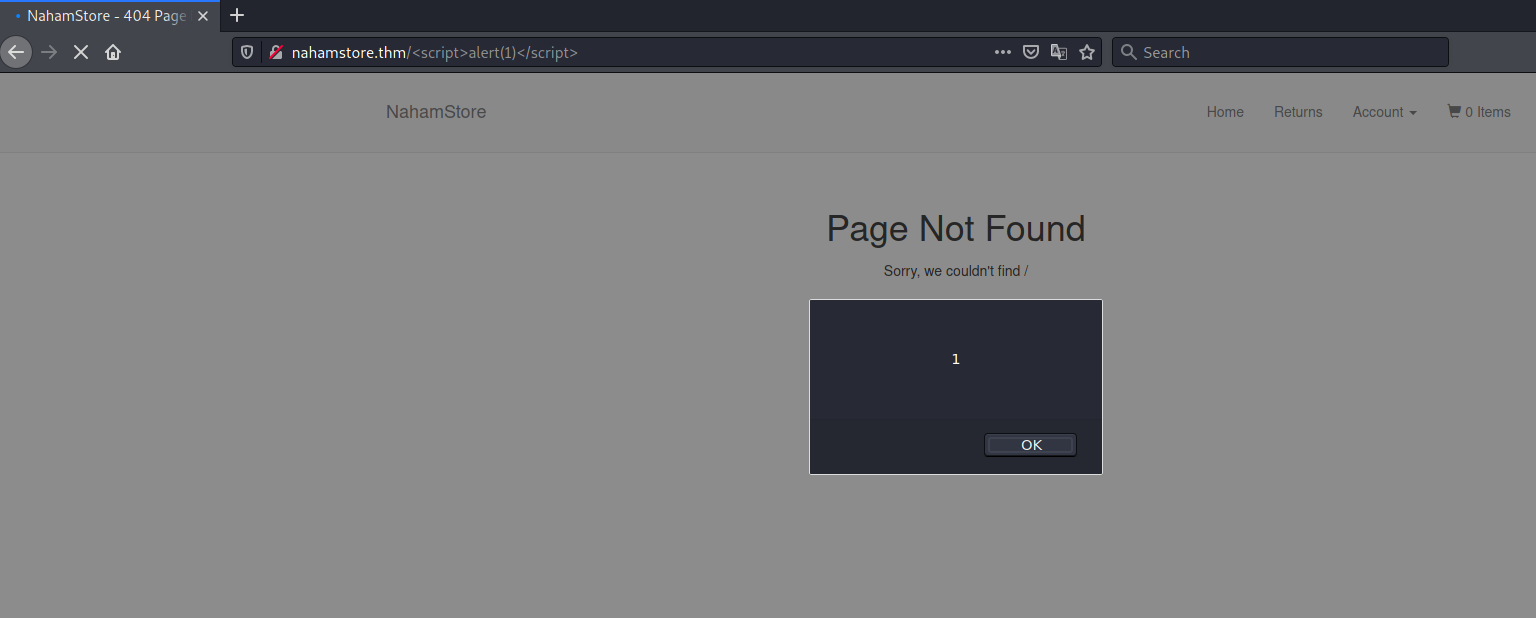 NahamStore - 404 Page
nahamstore.thm/<script>alert(1)</script>
Search
NahamStore
Home
Returns
Account
0 Items
Page Not Found
Sorry, we couldn't find /
1
OK